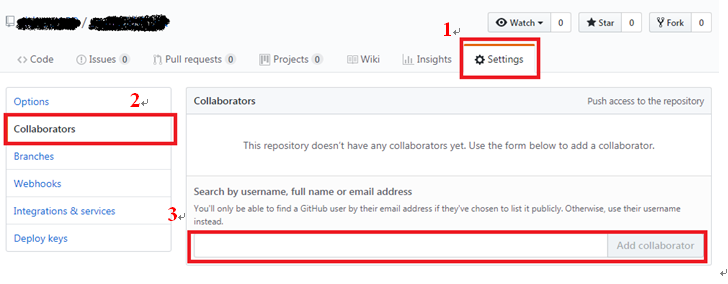 /
Watch 0 Star 0 Fork 0
1
Code Issues 0 Pull requests 0 Projects 0 Wiki Insights Settings
2
Options
Collaborators
Branches
Webhooks
Integrations & services
Deploy keys
Collaborators Push access to the repository
This repository doesn't have any collaborators yet. Use the form below to add a collaborator.
3
Search by username, full name or email address
You'll only be able to find a GitHub user by their email address if they've chosen to list it publicly. Otherwise, use their username
instead.
Add collaborator